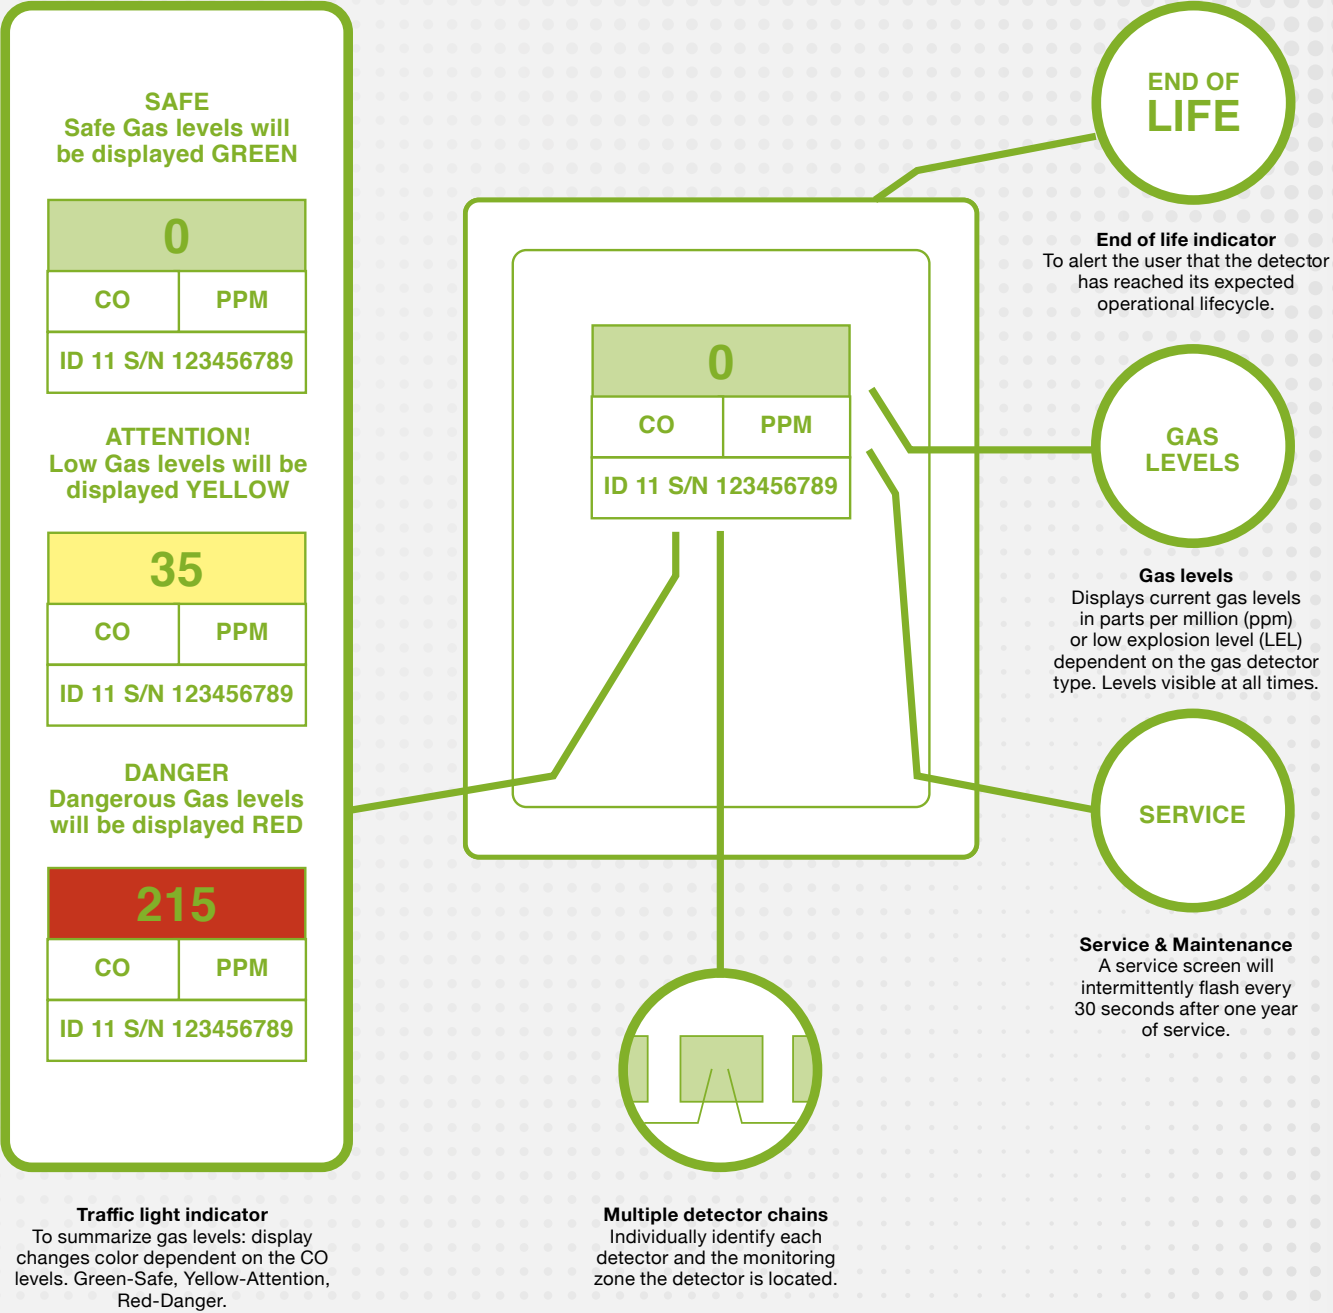 SAFE
Safe Gas levels will
be displayed GREEN
0
CO PPM
ID 11 S/N 123456789
ATTENTION!
Low Gas levels will be
displayed YELLOW
35
CO PPM
ID 11 S/N 123456789
DANGER
Dangerous Gas levels
will be displayed RED
215
CO PPM
ID 11 S/N 123456789
Traffic light indicator
To summarize gas levels: display
changes color dependent on the CO
levels. Green-Safe, Yellow-Attention,
Red-Danger.
0
CO PPM
ID 11 S/N 123456789
Multiple detector chains
Individually identify each
detector and the monitoring
zone the detector is located.
END OF
LIFE
End of life indicator
To alert the user that the detector
has reached its expected
operational lifecycle.
GAS
LEVELS
Gas levels
Displays current gas levels
in parts per million (ppm)
or low explosion level (LEL)
dependent on the gas detector
type. Levels visible at all times.
SERVICE
Service & Maintenance
A service screen will
intermittently flash every
30 seconds after one year
of service.